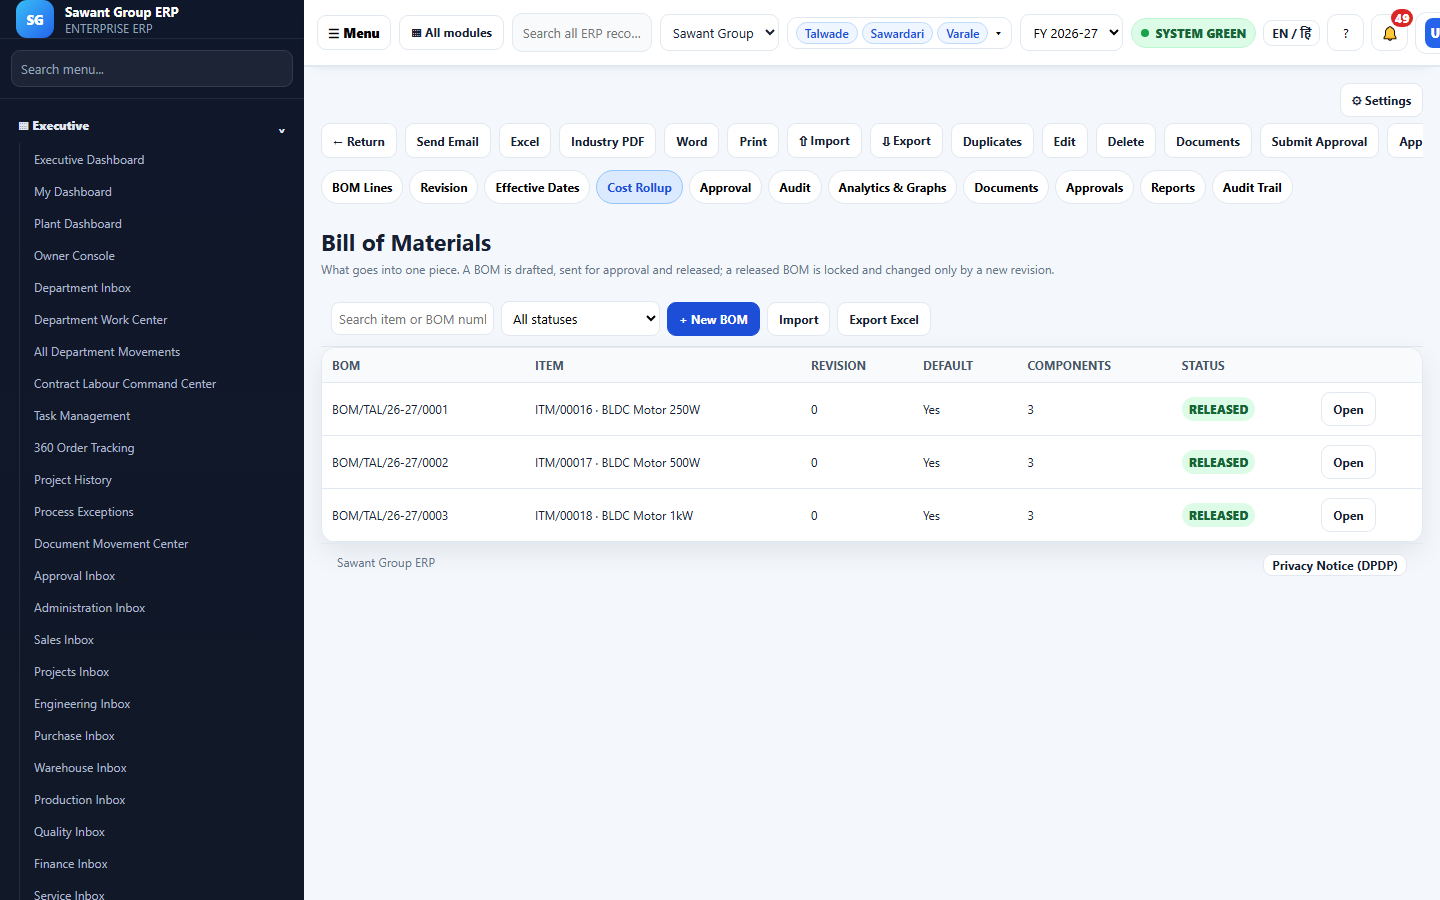 SG
Sawant Group ERP
ENTERPRISE ERP
☰ Menu
All modules
Search all ERP reco...
Sawant Group
Talwade
Sawardari
Varale
FY 2026-27
SYSTEM GREEN
EN / हिं
?
49
U
Search menu...
Executive
Executive Dashboard
My Dashboard
Plant Dashboard
Owner Console
Department Inbox
Department Work Center
All Department Movements
Contract Labour Command Center
Task Management
360 Order Tracking
Project History
Process Exceptions
Document Movement Center
Approval Inbox
Administration Inbox
Sales Inbox
Projects Inbox
Engineering Inbox
Purchase Inbox
Warehouse Inbox
Production Inbox
Quality Inbox
Finance Inbox
Service Inbox
⚙ Settings
← Return
Send Email
Excel
Industry PDF
Word
Print
⇧ Import
⇩ Export
Duplicates
Edit
Delete
Documents
Submit Approval
App
BOM Lines
Revision
Effective Dates
Cost Rollup
Approval
Audit
Analytics & Graphs
Documents
Approvals
Reports
Audit Trail
Bill of Materials
What goes into one piece. A BOM is drafted, sent for approval and released; a released BOM is locked and changed only by a new revision.
Search item or BOM numl
All statuses
+ New BOM
Import
Export Excel
BOM ITEM REVISION DEFAULT COMPONENTS STATUS
BOM/TAL/26-27/0001 ITM/00016 · BLDC Motor 250W 0 Yes 3 RELEASED Open
BOM/TAL/26-27/0002 ITM/00017 · BLDC Motor 500W 0 Yes 3 RELEASED Open
BOM/TAL/26-27/0003 ITM/00018 · BLDC Motor 1kW 0 Yes 3 RELEASED Open
Sawant Group ERP
Privacy Notice (DPDP)